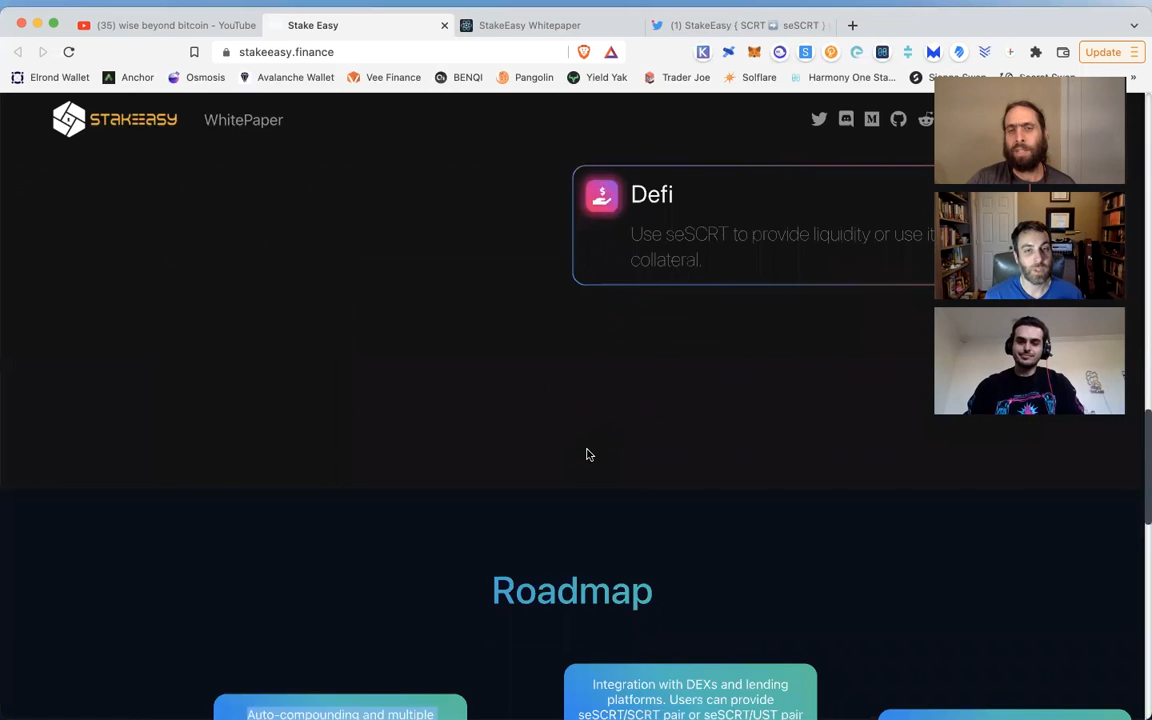 (35) wise beyond bitcoin - YouTube
Stake Easy
StakeEasy Whitepaper
(1) StakeEasy { SCRT ➡️ seSCRT }
stakeeasy.finance
Update
Elrond Wallet
Anchor
Osmosis
Avalanche Wallet
Vee Finance
BENQI
Pangolin
Yield Yak
Trader Joe
Solflare
Harmony One Sta...
STAKEEASY
WhitePaper
Defi
Use seSCRT to provide liquidity or use it
collateral.
Roadmap
Auto-compounding and multiple
Integration with DEXs and lending
platforms. Users can provide
seSCRT/SCRT pair or seSCRT/UST pair